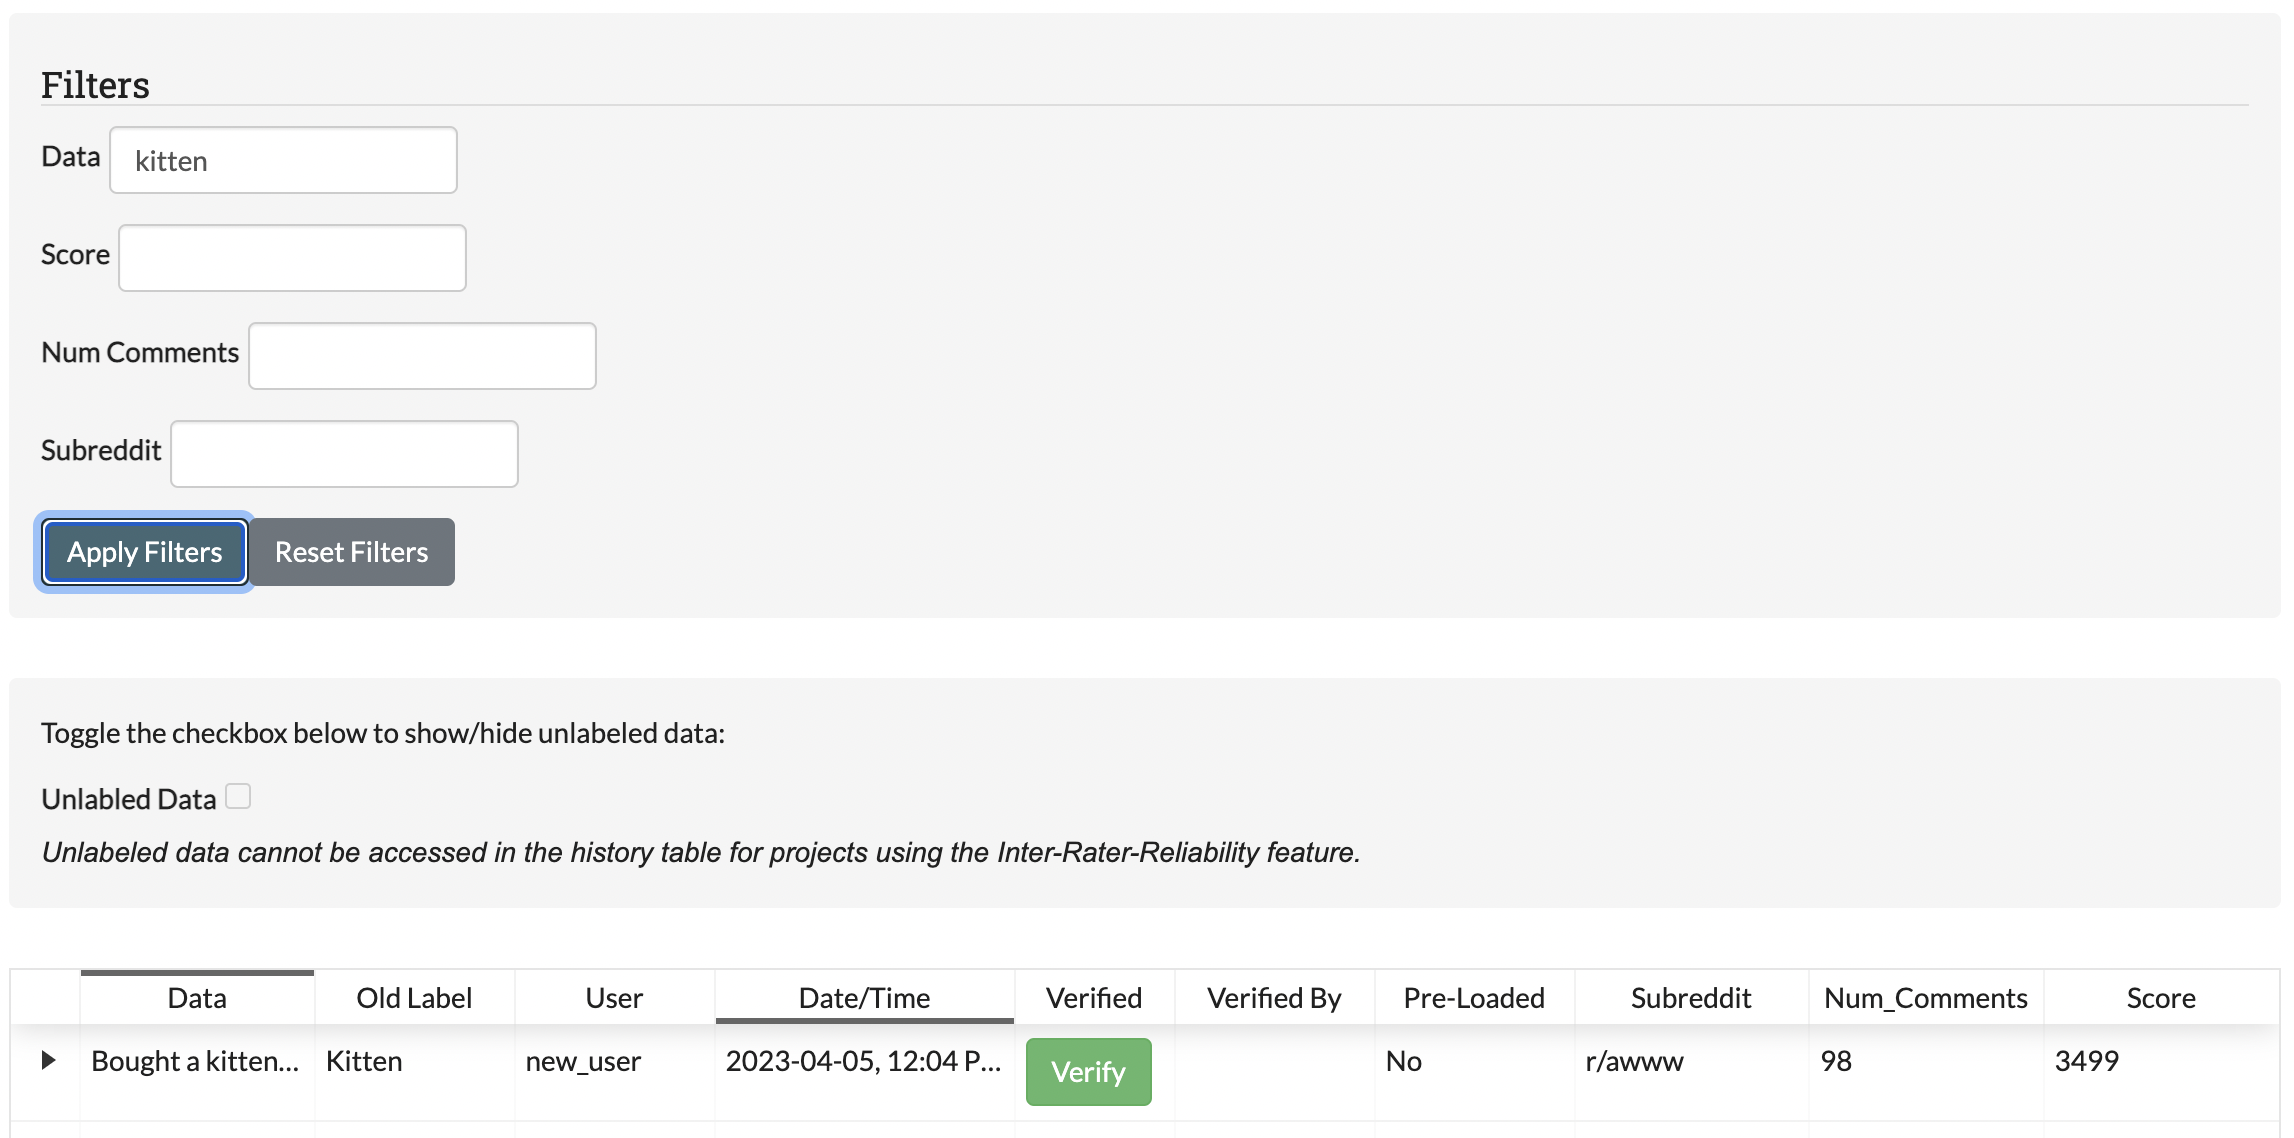 Filters
Data kitten
Score
Num Comments
Subreddit
Apply Filters Reset Filters
Toggle the checkbox below to show/hide unlabeled data:
Unlabled Data
Unlabeled data cannot be accessed in the history table for projects using the Inter-Rater-Reliability feature.
Data Old Label User Date/Time Verified Verified By Pre-Loaded Subreddit Num_Comments Score
Bought a kitten... Kitten new_user 2023-04-05, 12:04 P... Verify No r/awww 98 3499